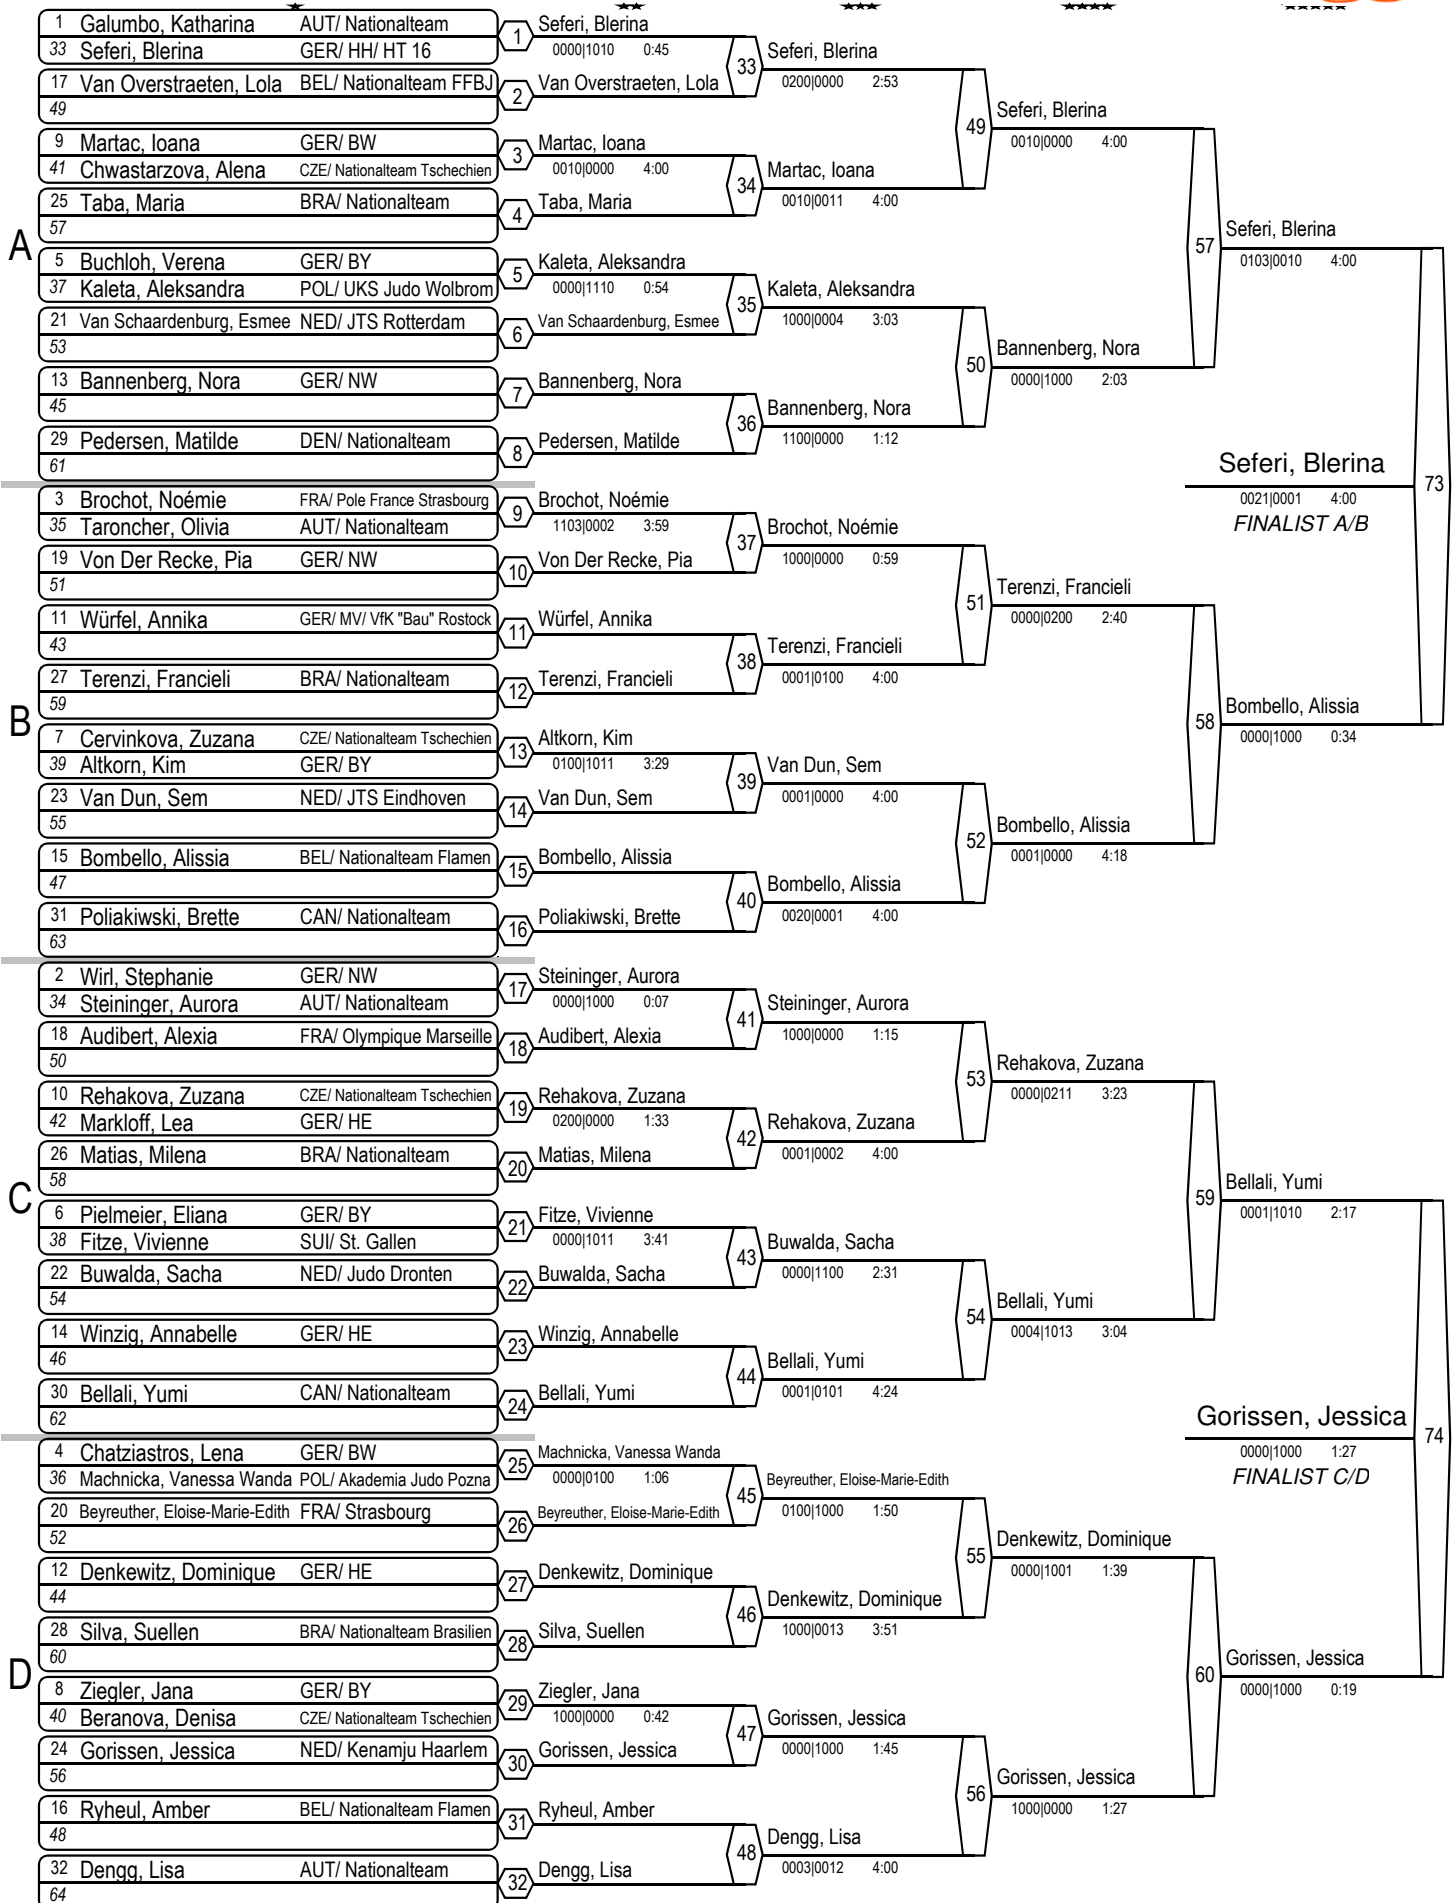 1 Galumbo, Katharina AUT/ Nationalteam
33 Seferi, Blerina GER/ HH/ HT 16
1 Seferi, Blerina
0000|1010 0:45
17 Van Overstraeten, Lola BEL/ Nationalteam FFBJ
49
2 Van Overstraeten, Lola
33 Seferi, Blerina
0200|0000 2:53
9 Martac, Ioana GER/ BW
41 Chwastarzova, Alena CZE/ Nationalteam Tschechien
3 Martac, Ioana
0010|0000 4:00
25 Taba, Maria BRA/ Nationalteam
57
4 Taba, Maria
34 Martac, Ioana
0010|0011 4:00
49 Seferi, Blerina
0010|0000 4:00
A
5 Buchloh, Verena GER/ BY
37 Kaleta, Aleksandra POL/ UKS Judo Wolbrom
5 Kaleta, Aleksandra
0000|1110 0:54
21 Van Schaardenburg, Esmee NED/ JTS Rotterdam
53
6 Van Schaardenburg, Esmee
35 Kaleta, Aleksandra
1000|0004 3:03
13 Bannenberg, Nora GER/ NW
45
7 Bannenberg, Nora
29 Pedersen, Matilde DEN/ Nationalteam
61
8 Pedersen, Matilde
36 Bannenberg, Nora
1100|0000 1:12
50 Bannenberg, Nora
0000|1000 2:03
57 Seferi, Blerina
0103|0010 4:00
3 Brochot, Noémie FRA/ Pole France Strasbourg
35 Taroncher, Olivia AUT/ Nationalteam
9 Brochot, Noémie
1103|0002 3:59
19 Von Der Recke, Pia GER/ NW
51
10 Von Der Recke, Pia
37 Brochot, Noémie
1000|0000 0:59
11 Würfel, Annika GER/ MV/ VfK "Bau" Rostock
43
11 Würfel, Annika
27 Terenzi, Francieli BRA/ Nationalteam
59
12 Terenzi, Francieli
38 Terenzi, Francieli
0001|0100 4:00
51 Terenzi, Francieli
0000|0200 2:40
B
7 Cervinkova, Zuzana CZE/ Nationalteam Tschechien
39 Altkorn, Kim GER/ BY
13 Altkorn, Kim
0100|1011 3:29
23 Van Dun, Sem NED/ JTS Eindhoven
55
14 Van Dun, Sem
39 Van Dun, Sem
0001|0000 4:00
15 Bombello, Alissia BEL/ Nationalteam Flamen
47
15 Bombello, Alissia
31 Poliakiwski, Brette CAN/ Nationalteam
63
16 Poliakiwski, Brette
40 Bombello, Alissia
0020|0001 4:00
52 Bombello, Alissia
0001|0000 4:18
58 Bombello, Alissia
0000|1000 0:34
73 Seferi, Blerina
0021|0001 4:00
FINALIST A/B
2 Wirl, Stephanie GER/ NW
34 Steininger, Aurora AUT/ Nationalteam
17 Steininger, Aurora
0000|1000 0:07
18 Audibert, Alexia FRA/ Olympique Marseille
50
18 Audibert, Alexia
41 Steininger, Aurora
1000|0000 1:15
10 Rehakova, Zuzana CZE/ Nationalteam Tschechien
42 Markloff, Lea GER/ HE
19 Rehakova, Zuzana
0200|0000 1:33
26 Matias, Milena BRA/ Nationalteam
58
20 Matias, Milena
42 Rehakova, Zuzana
0001|0002 4:00
53 Rehakova, Zuzana
0000|0211 3:23
C
6 Pielmeier, Eliana GER/ BY
38 Fitze, Vivienne SUI/ St. Gallen
21 Fitze, Vivienne
0000|1011 3:41
22 Buwalda, Sacha NED/ Judo Dronten
54
22 Buwalda, Sacha
43 Buwalda, Sacha
0000|1100 2:31
14 Winzig, Annabelle GER/ HE
46
23 Winzig, Annabelle
30 Bellali, Yumi CAN/ Nationalteam
62
24 Bellali, Yumi
44 Bellali, Yumi
0001|0101 4:24
54 Bellali, Yumi
0004|1013 3:04
59 Bellali, Yumi
0001|1010 2:17
4 Chatziastros, Lena GER/ BW
36 Machnicka, Vanessa Wanda POL/ Akademia Judo Pozna
25 Machnicka, Vanessa Wanda
0000|0100 1:06
20 Beyreuther, Eloise-Marie-Edith FRA/ Strasbourg
52
26 Beyreuther, Eloise-Marie-Edith
45 Beyreuther, Eloise-Marie-Edith
0100|1000 1:50
12 Denkewitz, Dominique GER/ HE
44
27 Denkewitz, Dominique
28 Silva, Suellen BRA/ Nationalteam Brasilien
60
28 Silva, Suellen
46 Denkewitz, Dominique
1000|0013 3:51
55 Denkewitz, Dominique
0000|1001 1:39
D
8 Ziegler, Jana GER/ BY
40 Beranova, Denisa CZE/ Nationalteam Tschechien
29 Ziegler, Jana
1000|0000 0:42
24 Gorissen, Jessica NED/ Kenamju Haarlem
56
30 Gorissen, Jessica
47 Gorissen, Jessica
0000|1000 1:45
16 Ryheul, Amber BEL/ Nationalteam Flamen
48
31 Ryheul, Amber
32 Dengg, Lisa AUT/ Nationalteam
64
32 Dengg, Lisa
48 Dengg, Lisa
0003|0012 4:00
56 Gorissen, Jessica
1000|0000 1:27
60 Gorissen, Jessica
0000|1000 0:19
74 Gorissen, Jessica
0000|1000 1:27
FINALIST C/D